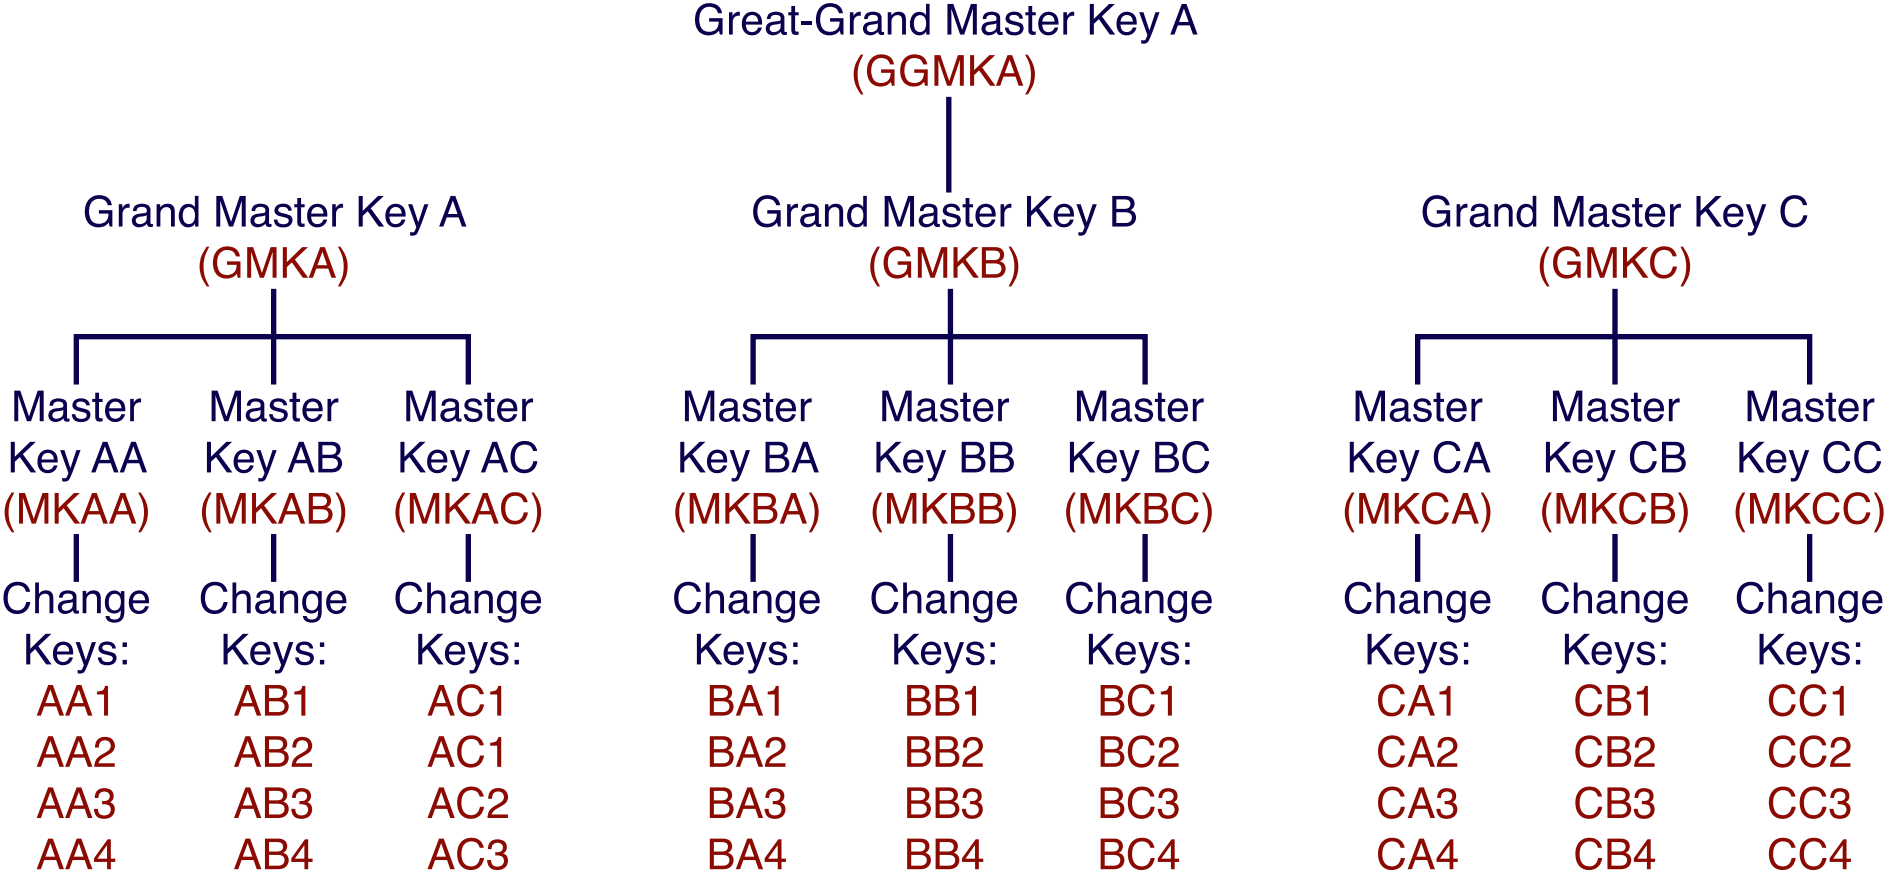 Great-Grand Master Key A
(GGMKA)
Grand Master Key A
(GMKA)
Grand Master Key B
(GMKB)
Grand Master Key C
(GMKC)
Master
Key AA
(MKAA)
Master
Key AB
(MKAB)
Master
Key AC
(MKAC)
Master
Key BA
(MKBA)
Master
Key BB
(MKBB)
Master
Key BC
(MKBC)
Master
Key CA
(MKCA)
Master
Key CB
(MKCB)
Master
Key CC
(MKCC)
Change
Keys:
AA1
AA2
AA3
AA4
Change
Keys:
AB1
AB2
AB3
AB4
Change
Keys:
AC1
AC1
AC2
AC3
Change
Keys:
BA1
BA2
BA3
BA4
Change
Keys:
BB1
BB2
BB3
BB4
Change
Keys:
BC1
BC2
BC3
BC4
Change
Keys:
CA1
CA2
CA3
CA4
Change
Keys:
CB1
CB2
CB3
CB4
Change
Keys:
CC1
CC2
CC3
CC4